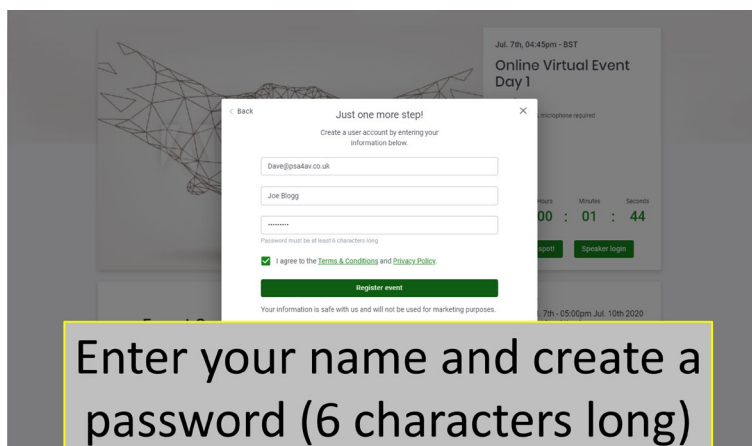 Jul. 7th, 04:45pm - BST
Online Virtual Event
Day 1
microphone required
Hours Minutes Seconds
00 : 01 : 44
spot! Speaker login
< Back
Just one more step!
Create a user account by entering your
information below.
Dave@psa4av.co.uk
Joe Blogg
•••••••••
Password must be at least 6 characters long
I agree to the Terms & Conditions and Privacy Policy.
Register event
Your information is safe with us and will not be used for marketing purposes.
7th - 05:00pm Jul. 10th 2020
Enter your name and create a
password (6 characters long)